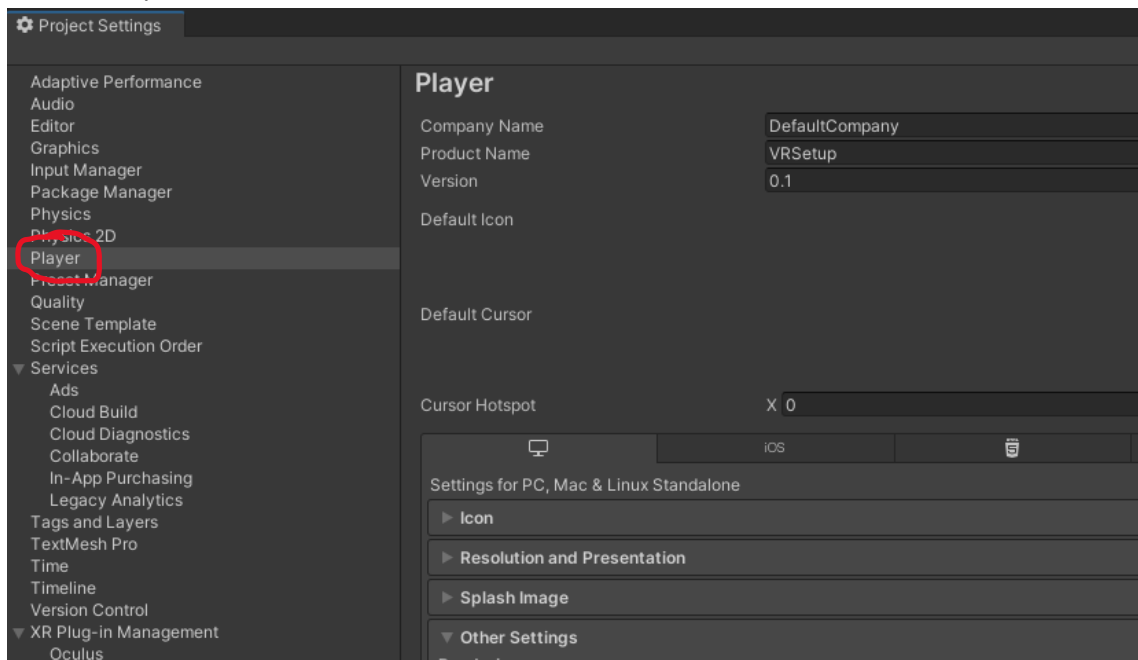 Project Settings
Adaptive Performance
Audio
Editor
Graphics
Input Manager
Package Manager
Physics
Physics 2D
Player
Preset Manager
Quality
Scene Template
Script Execution Order
Services
Ads
Cloud Build
Cloud Diagnostics
Collaborate
In-App Purchasing
Legacy Analytics
Tags and Layers
TextMesh Pro
Time
Timeline
Version Control
XR Plug-in Management
Oculus
Player
Company Name DefaultCompany
Product Name VRSetup
Version 0.1
Default Icon
Default Cursor
Cursor Hotspot X 0
iOS
Settings for PC, Mac & Linux Standalone
Icon
Resolution and Presentation
Splash Image
Other Settings